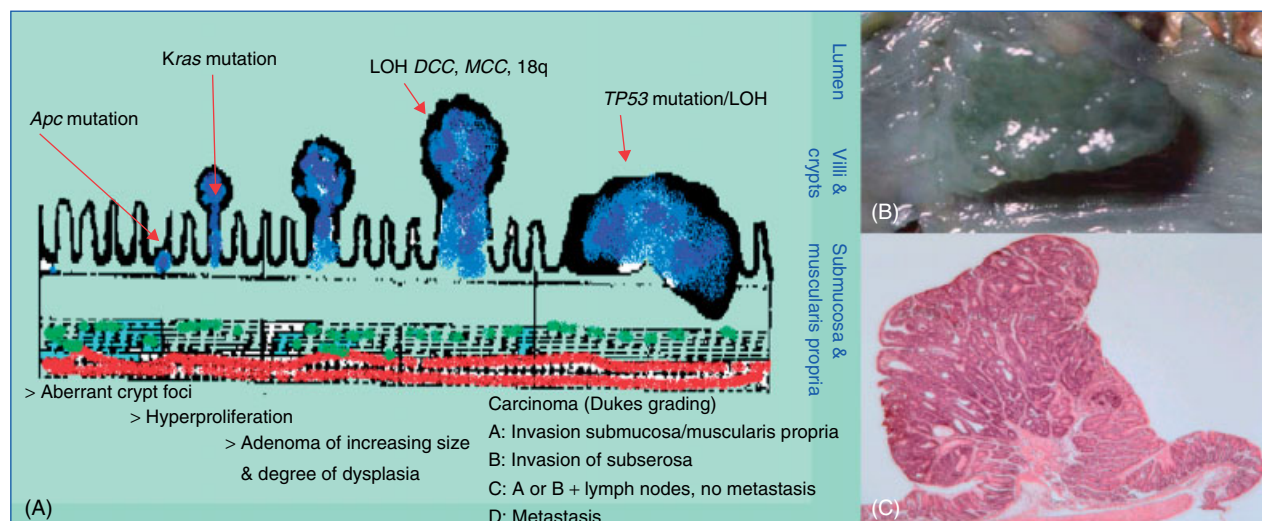 Kras mutation
LOH DCC, MCC, 18q
TP53 mutation/LOH
Apc mutation
Lumen
Villi &
crypts
Submucosa &
muscularis propria
> Aberrant crypt foci
> Hyperproliferation
> Adenoma of increasing size
& degree of dysplasia
Carcinoma (Dukes grading)
A: Invasion submucosa/muscularis propria
B: Invasion of subserosa
C: A or B + lymph nodes, no metastasis
D: Metastasis
(A)
(B)
(C)